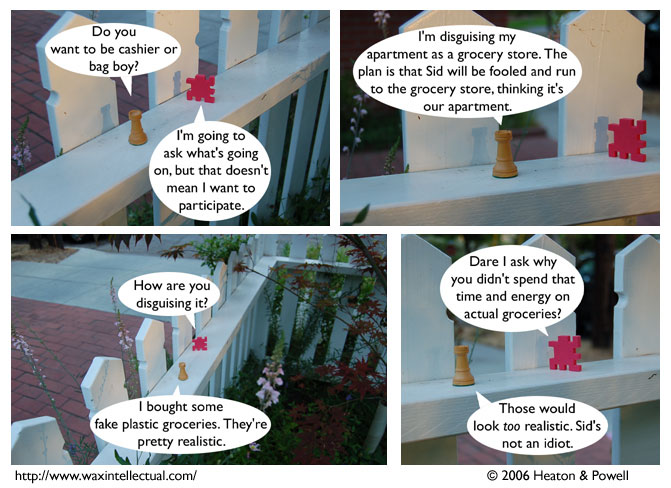 Do you
want to be cashier or
bag boy?
I'm going to
ask what's going
on, but that doesn't
mean I want to
participate.
I'm disguising my
apartment as a grocery store. The
plan is that Sid will be fooled and run
to the grocery store, thinking it's
our apartment.
How are you
disguising it?
I bought some
fake plastic groceries. They're
pretty realistic.
Dare I ask why
you didn't spend that
time and energy on
actual groceries?
Those would
look too realistic. Sid's
not an idiot.
http://www.waxintellectual.com/
© 2006 Heaton & Powell